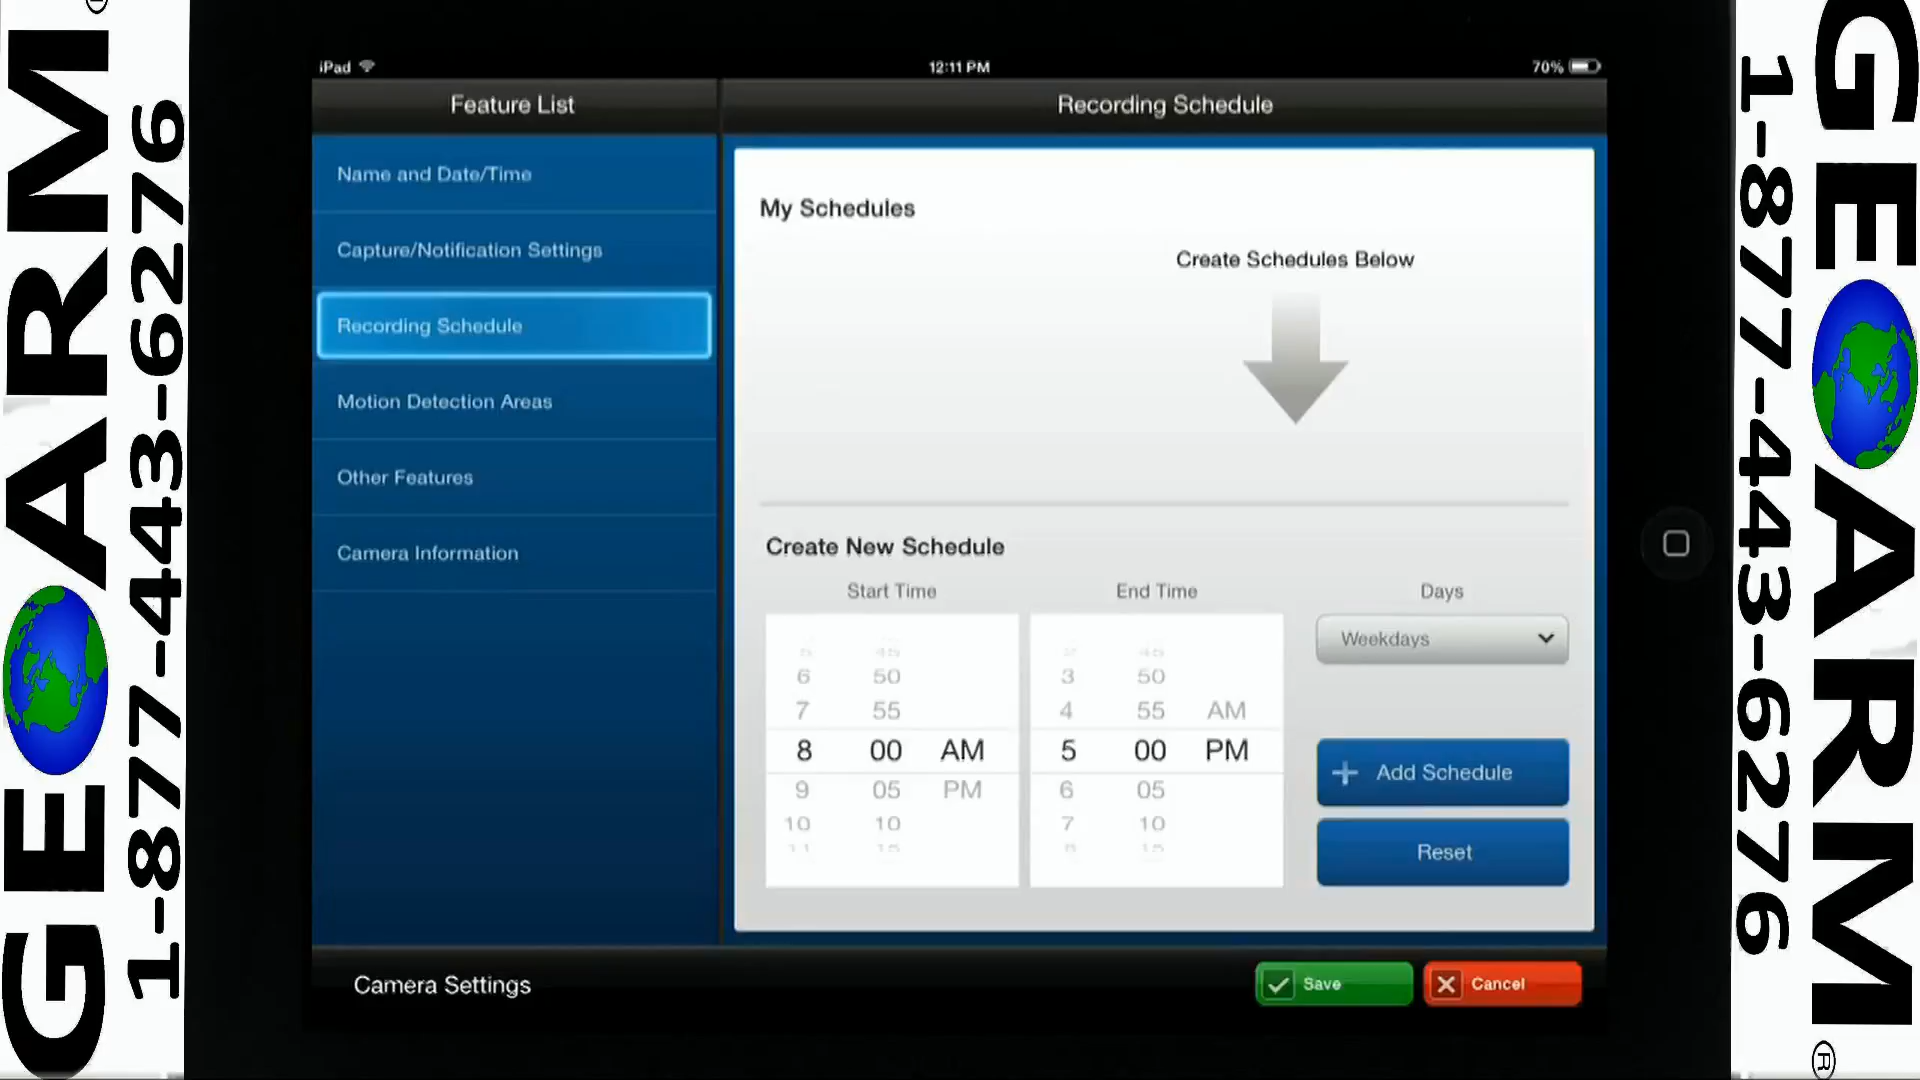 GEARM®
1-877-443-6276
iPad
12:11 PM
70%
Feature List
Recording Schedule
Name and Date/Time
Capture/Notification Settings
Recording Schedule
Motion Detection Areas
Other Features
Camera Information
My Schedules
Create Schedules Below
Create New Schedule
Start Time
End Time
Days
Weekdays
6 50
3 50
7 55
4 55 AM
8 00 AM
5 00 PM
9 05 PM
6 05
10 10
7 10
Add Schedule
Reset
Camera Settings
Save
Cancel
1-877-443-6276
GEARM®